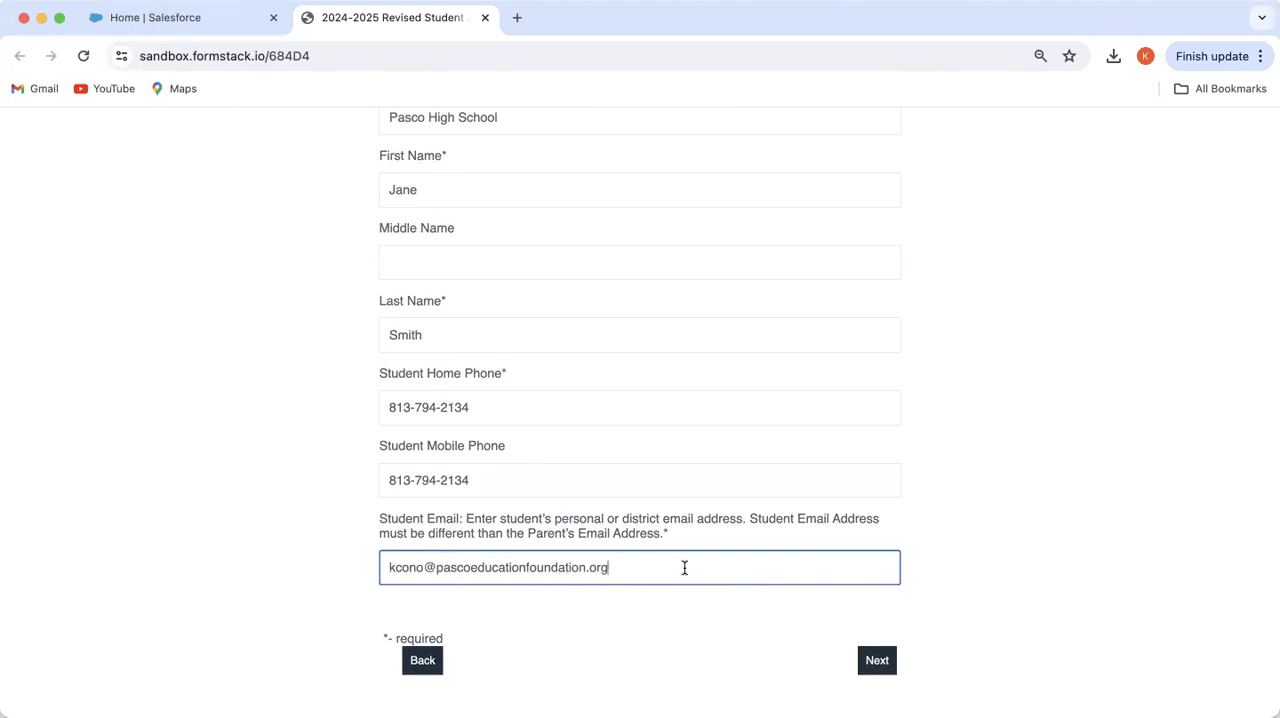 Home | Salesforce
2024-2025 Revised Student
sandbox.formstack.io/684D4
K
Finish update
Gmail
YouTube
Maps
All Bookmarks
Pasco High School
First Name*
Jane
Middle Name
Last Name*
Smith
Student Home Phone*
813-794-2134
Student Mobile Phone
813-794-2134
Student Email: Enter student's personal or district email address. Student Email Address
must be different than the Parent's Email Address.*
kcono@pascoeducationfoundation.org
*- required
Back
Next